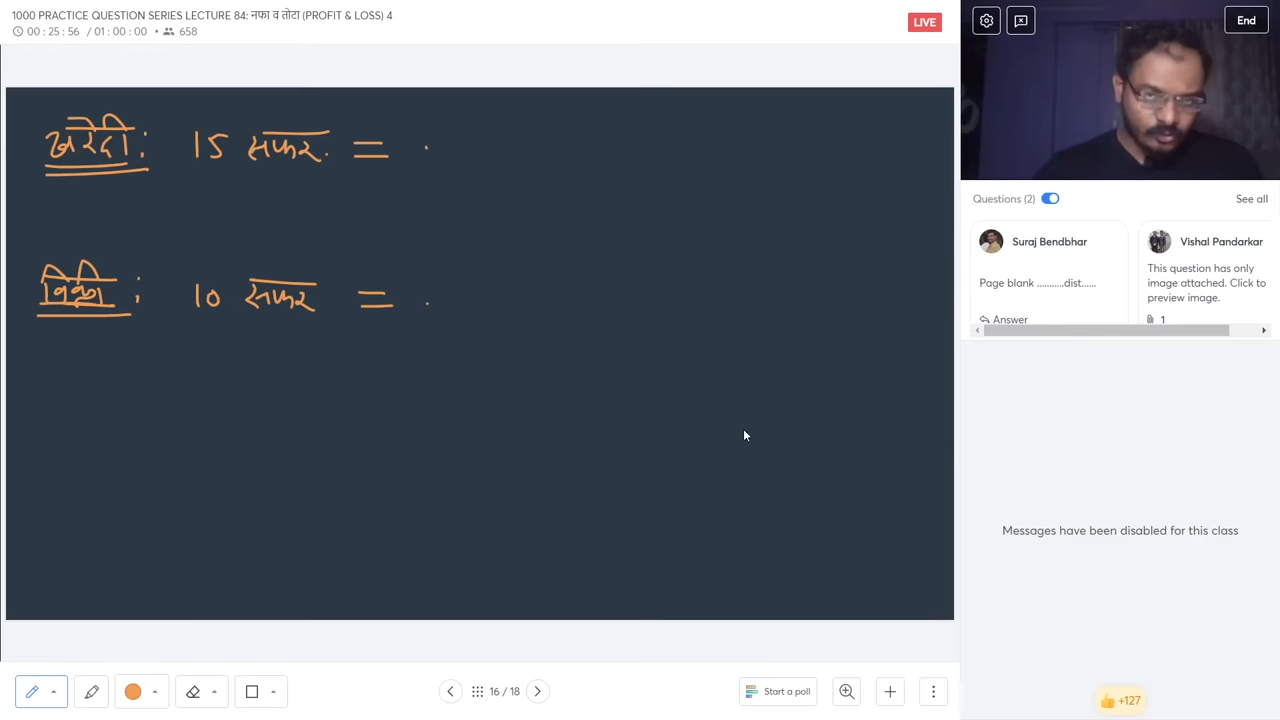 1000 PRACTICE QUESTION SERIES LECTURE 84: नफा व तोटा (PROFIT & LOSS) 4
00 : 25 : 56 / 01 : 00 : 00 • 658
LIVE
End
खरेदी : 15 सफर. =
विक्री : 10 सफर =
Questions (2)
See all
Suraj Bendbhar
Page blank ...........dist......
Answer
Vishal Pandarkar
This question has only
image attached. Click to
preview image.
1
Messages have been disabled for this class
16 / 18
Start a poll
+127